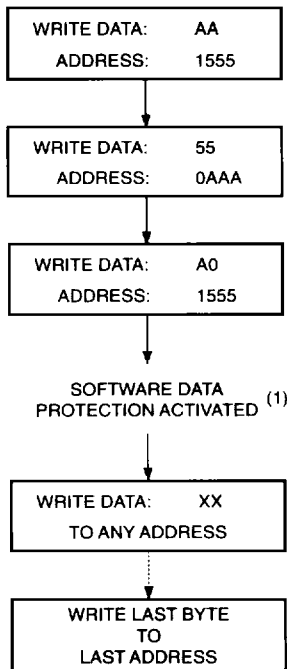 WRITE DATA: AA
ADDRESS: 1555
WRITE DATA: 55
ADDRESS: 0AAA
WRITE DATA: A0
ADDRESS: 1555
SOFTWARE DATA
PROTECTION ACTIVATED (1)
WRITE DATA: XX
TO ANY ADDRESS
WRITE LAST BYTE
TO
LAST ADDRESS